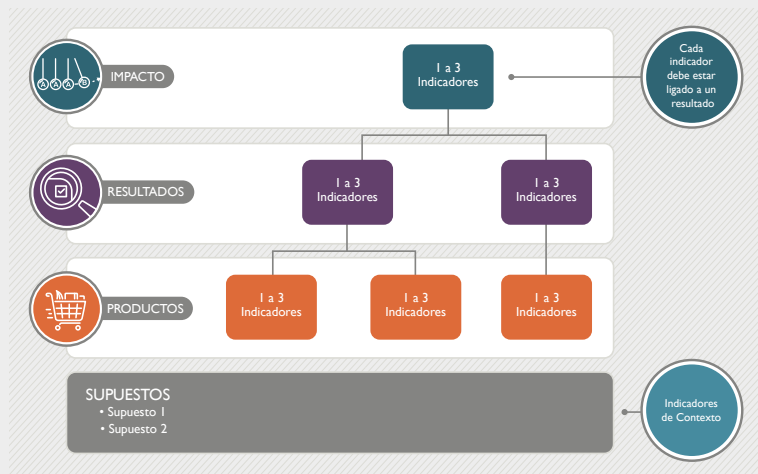 IMPACTO
A A A B
1 a 3
Indicadores
Cada
indicador
debe estar
ligado a un
resultado
RESULTADOS
1 a 3
Indicadores
1 a 3
Indicadores
PRODUCTOS
1 a 3
Indicadores
1 a 3
Indicadores
1 a 3
Indicadores
SUPUESTOS
• Supuesto 1
• Supuesto 2
Indicadores
de Contexto